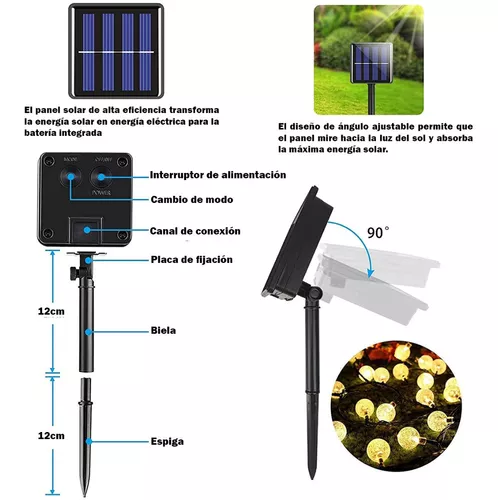 El panel solar de alta eficiencia transforma
la energía solar en energía eléctrica para la
batería integrada
El diseño de ángulo ajustable permite que
el panel mire hacia la luz del sol y absorba
la máxima energía solar.
MODE
ON/OFF
POWER
Interruptor de alimentación
Cambio de modo
Canal de conexión
Placa de fijación
90°
12cm
Biela
12cm
Espiga